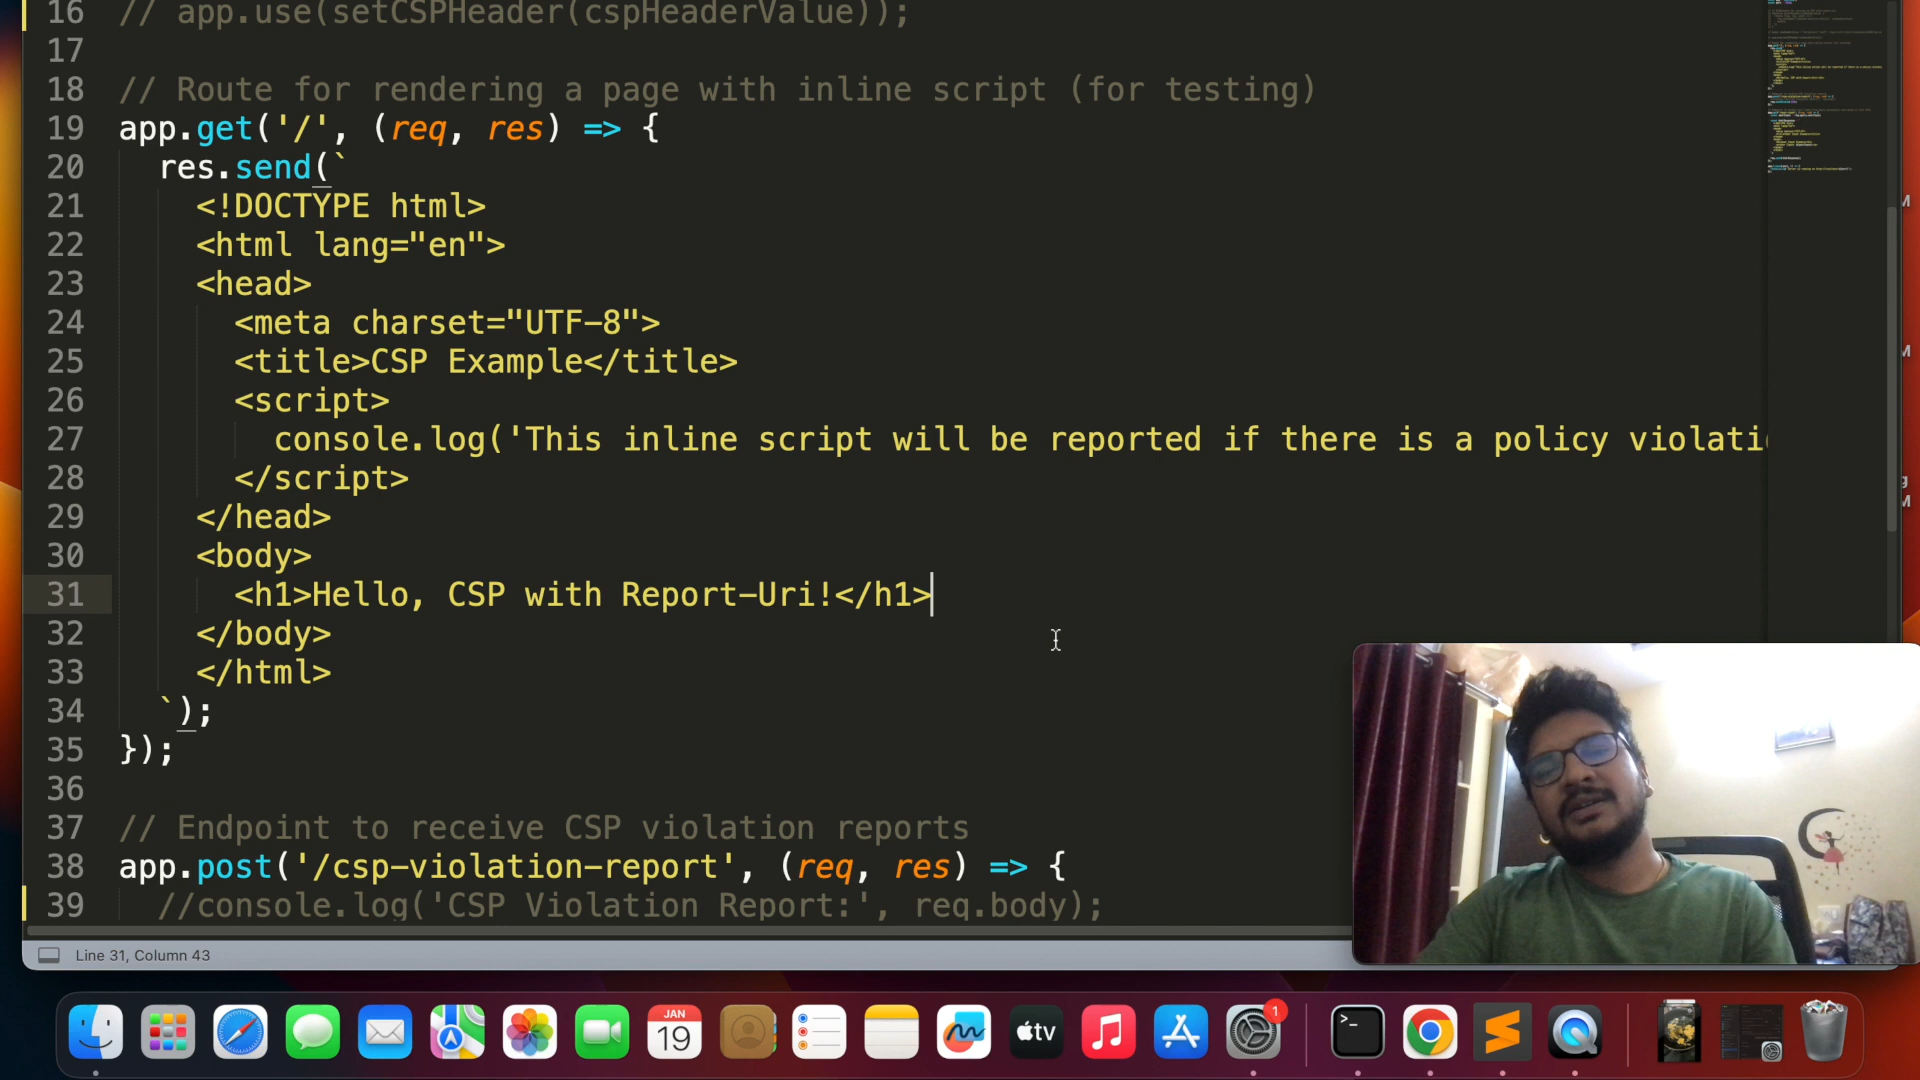 16 // app.use(setCSPHeader(cspHeaderValue));
17
18 // Route for rendering a page with inline script (for testing)
19 app.get('/', (req, res) => {
20 res.send(`
21 <!DOCTYPE html>
22 <html lang="en">
23 <head>
24 <meta charset="UTF-8">
25 <title>CSP Example</title>
26 <script>
27 console.log('This inline script will be reported if there is a policy violati
28 </script>
29 </head>
30 <body>
31 <h1>Hello, CSP with Report-Uri!</h1>
32 </body>
33 </html>
34 `);
35 });
36
37 // Endpoint to receive CSP violation reports
38 app.post('/csp-violation-report', (req, res) => {
39 //console.log('CSP Violation Report:', req.body);
Line 31, Column 43
JAN
19
tv
1
>_